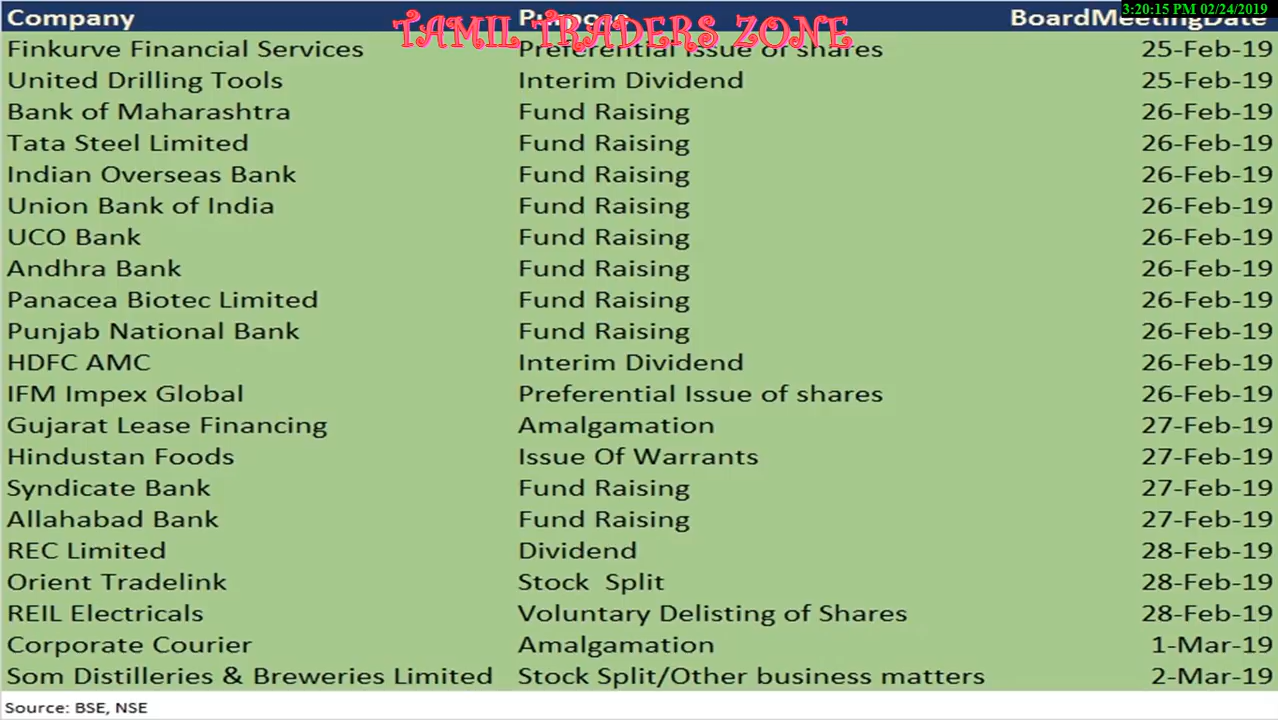 3:20:15 PM 02/24/2019
TAMIL TRADERS ZONE
Company BoardMeetingDate
Finkurve Financial Services Preferential Issue of shares 25-Feb-19
United Drilling Tools Interim Dividend 25-Feb-19
Bank of Maharashtra Fund Raising 26-Feb-19
Tata Steel Limited Fund Raising 26-Feb-19
Indian Overseas Bank Fund Raising 26-Feb-19
Union Bank of India Fund Raising 26-Feb-19
UCO Bank Fund Raising 26-Feb-19
Andhra Bank Fund Raising 26-Feb-19
Panacea Biotec Limited Fund Raising 26-Feb-19
Punjab National Bank Fund Raising 26-Feb-19
HDFC AMC Interim Dividend 26-Feb-19
IFM Impex Global Preferential Issue of shares 26-Feb-19
Gujarat Lease Financing Amalgamation 27-Feb-19
Hindustan Foods Issue Of Warrants 27-Feb-19
Syndicate Bank Fund Raising 27-Feb-19
Allahabad Bank Fund Raising 27-Feb-19
REC Limited Dividend 28-Feb-19
Orient Tradelink Stock Split 28-Feb-19
REIL Electricals Voluntary Delisting of Shares 28-Feb-19
Corporate Courier Amalgamation 1-Mar-19
Som Distilleries & Breweries Limited Stock Split/Other business matters 2-Mar-19
Source: BSE, NSE